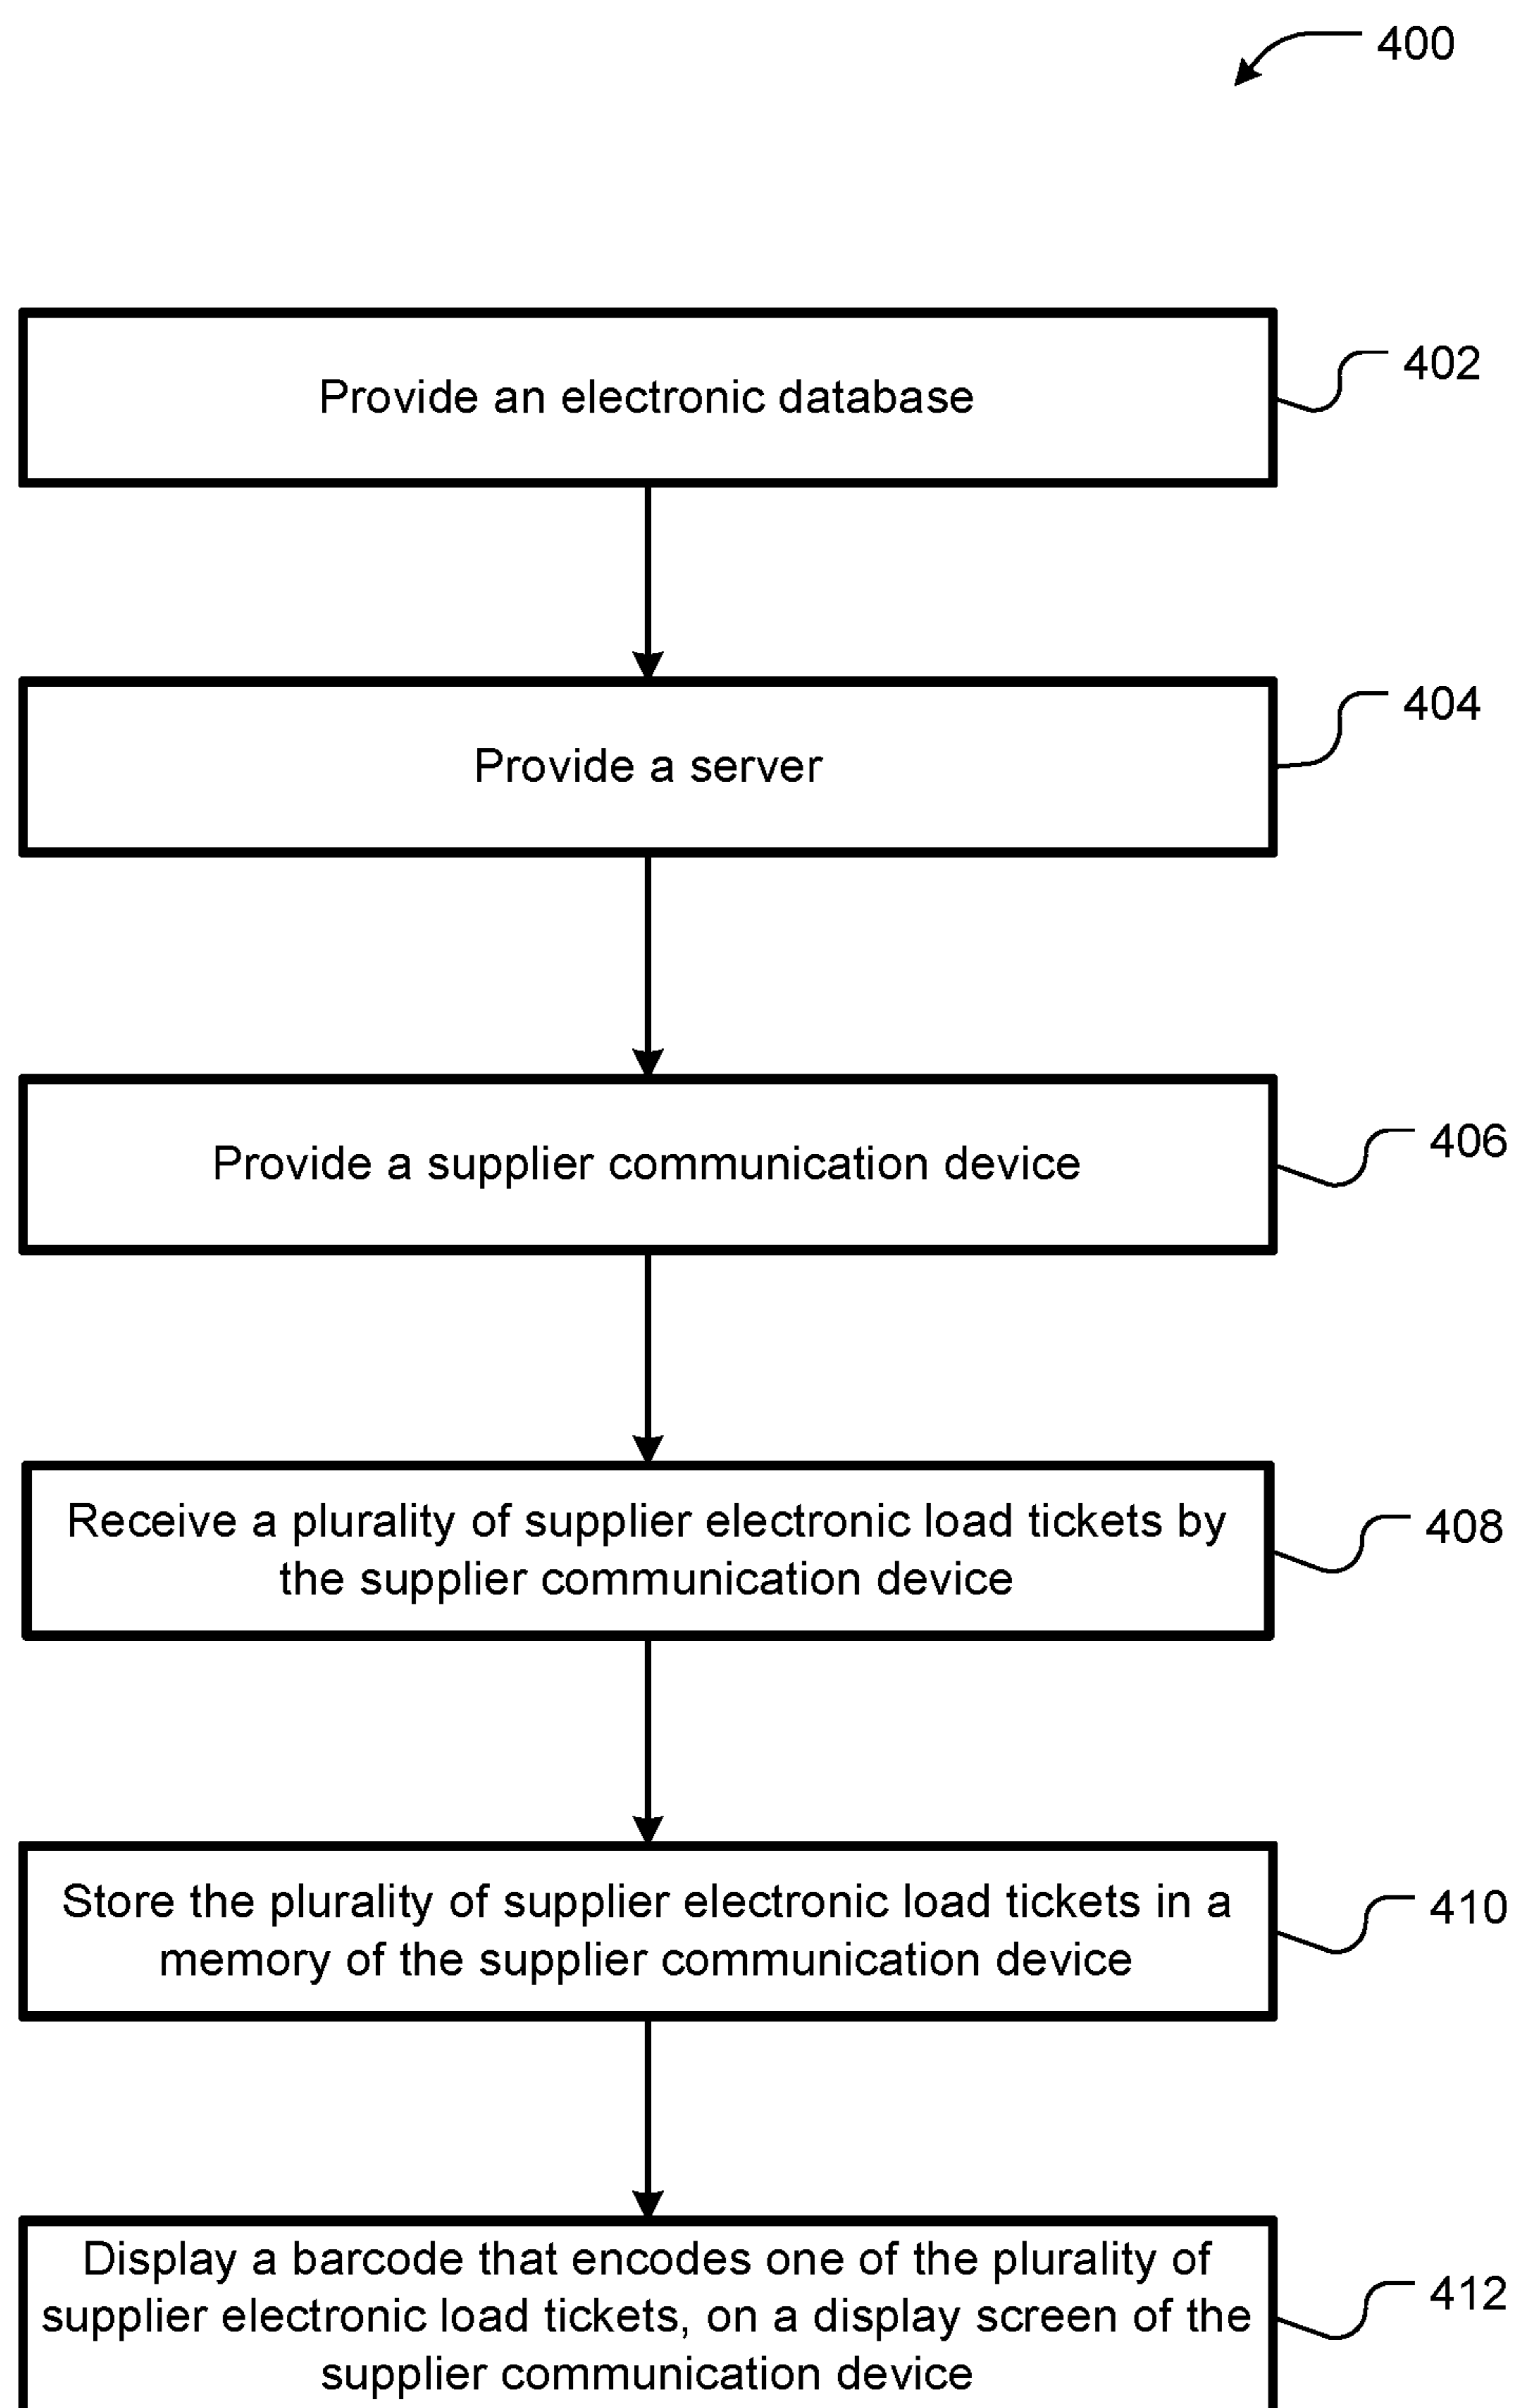 400
Provide an electronic database
402
Provide a server
404
Provide a supplier communication device
406
Receive a plurality of supplier electronic load tickets by
the supplier communication device
408
Store the plurality of supplier electronic load tickets in a
memory of the supplier communication device
410
Display a barcode that encodes one of the plurality of
supplier electronic load tickets, on a display screen of the
supplier communication device
412